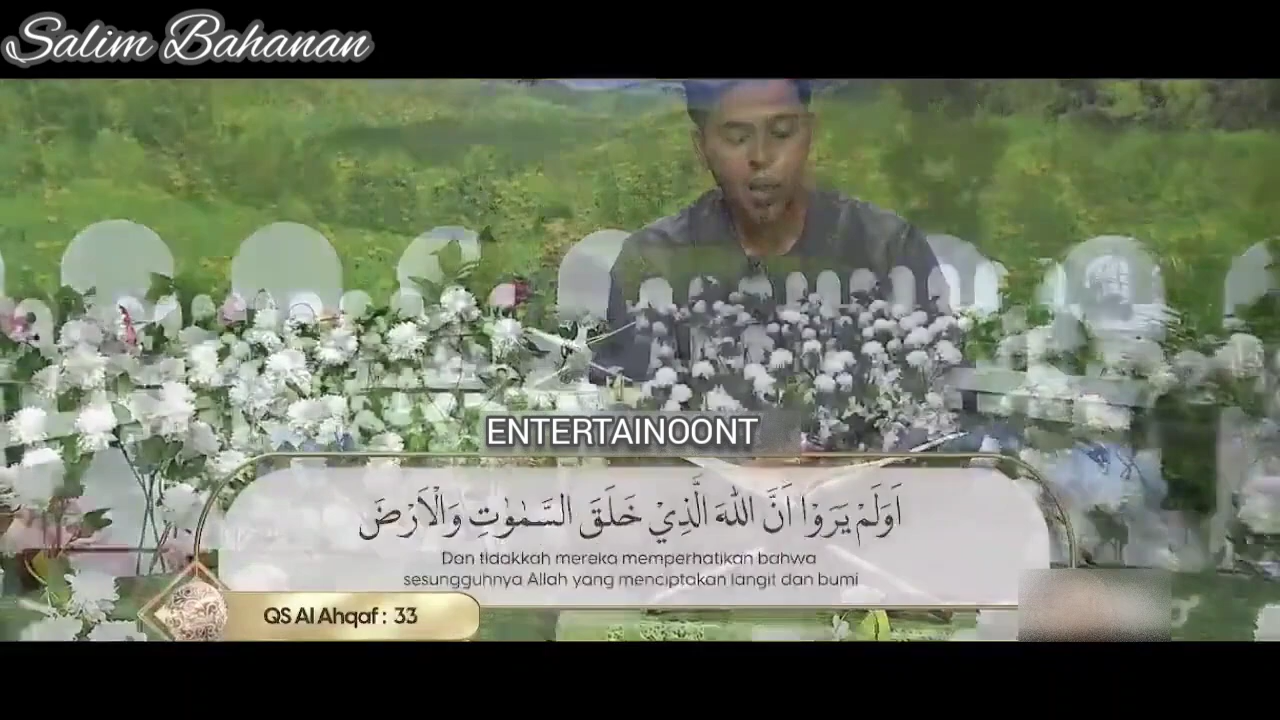 Salim Bahanan
ENTERTAINOONT
اَوَلَمْ يَرَوْا اَنَّ اللّٰهَ الَّذِيْ خَلَقَ السَّمٰوٰتِ وَالْاَرْضَ
Dan tidakkah mereka memperhatikan bahwa
sesungguhnya Allah yang menciptakan langit dan bumi
QS Al Ahqaf : 33